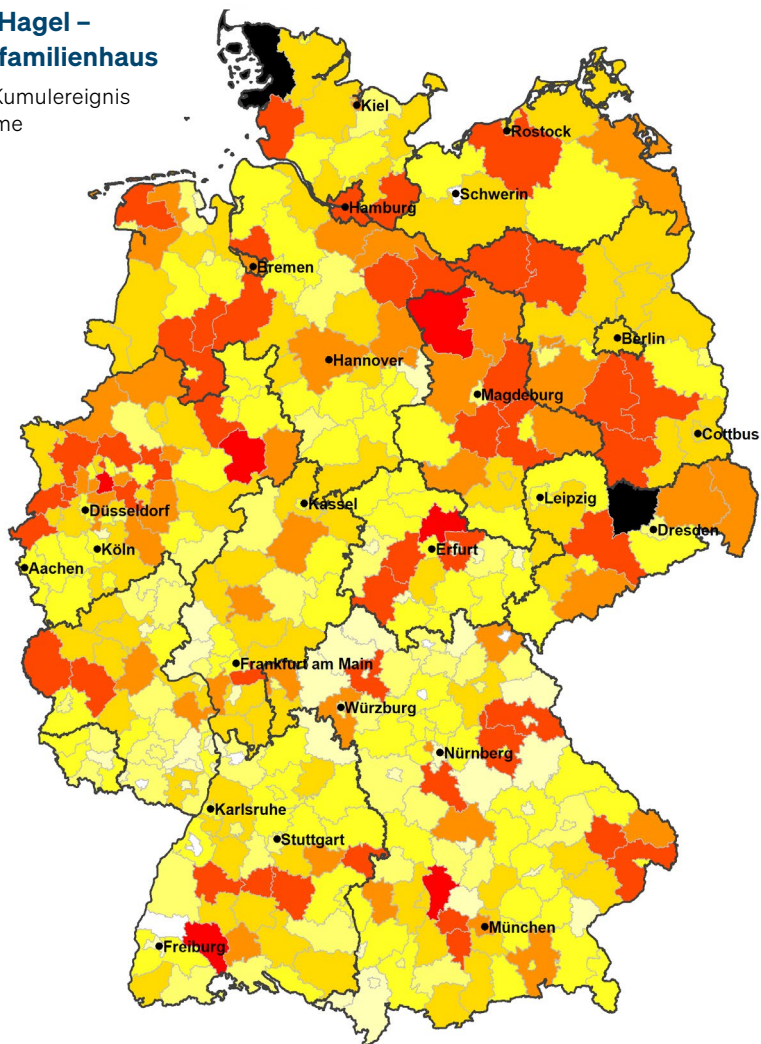 Hagel –
familienhaus
Kumulereignis
me
Kiel
Rostock
Schwerin
Hamburg
Bremen
Berlin
Hannover
Magdeburg
Cottbus
Kassel
Leipzig
Düsseldorf
Dresden
Köln
Erfurt
Aachen
Frankfurt am Main
Würzburg
Nürnberg
Karlsruhe
Stuttgart
München
Freiburg